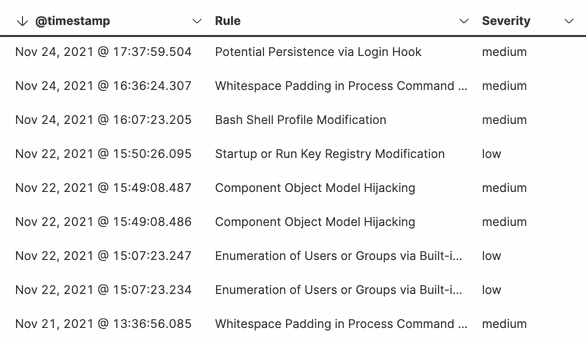 @timestamp Rule Severity
Nov 24, 2021 @ 17:37:59.504 Potential Persistence via Login Hook medium
Nov 24, 2021 @ 16:36:24.307 Whitespace Padding in Process Command ... medium
Nov 24, 2021 @ 16:07:23.205 Bash Shell Profile Modification medium
Nov 22, 2021 @ 15:50:26.095 Startup or Run Key Registry Modification low
Nov 22, 2021 @ 15:49:08.487 Component Object Model Hijacking medium
Nov 22, 2021 @ 15:49:08.486 Component Object Model Hijacking medium
Nov 22, 2021 @ 15:07:23.247 Enumeration of Users or Groups via Built-i... low
Nov 22, 2021 @ 15:07:23.234 Enumeration of Users or Groups via Built-i... low
Nov 21, 2021 @ 13:36:56.085 Whitespace Padding in Process Command ... medium